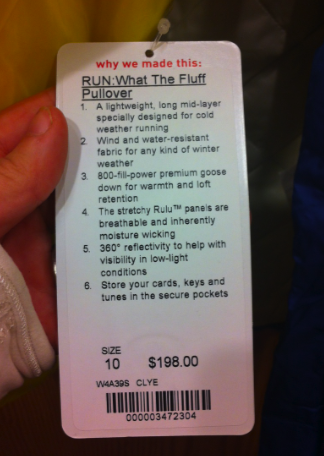 why we made this:
RUN:What The Fluff
Pullover
1. A lightweight, long mid-layer
specially designed for cold
weather running
2. Wind and water-resistant
fabric for any kind of winter
weather
3. 800-fill-power premium goose
down for warmth and loft
retention
4. The stretchy Rulu™ panels are
breathable and inherently
moisture wicking
5. 360° reflectivity to help with
visibility in low-light
conditions
6. Store your cards, keys and
tunes in the secure pockets
SIZE
10 $198.00
W4A39S CLYE
000003472304